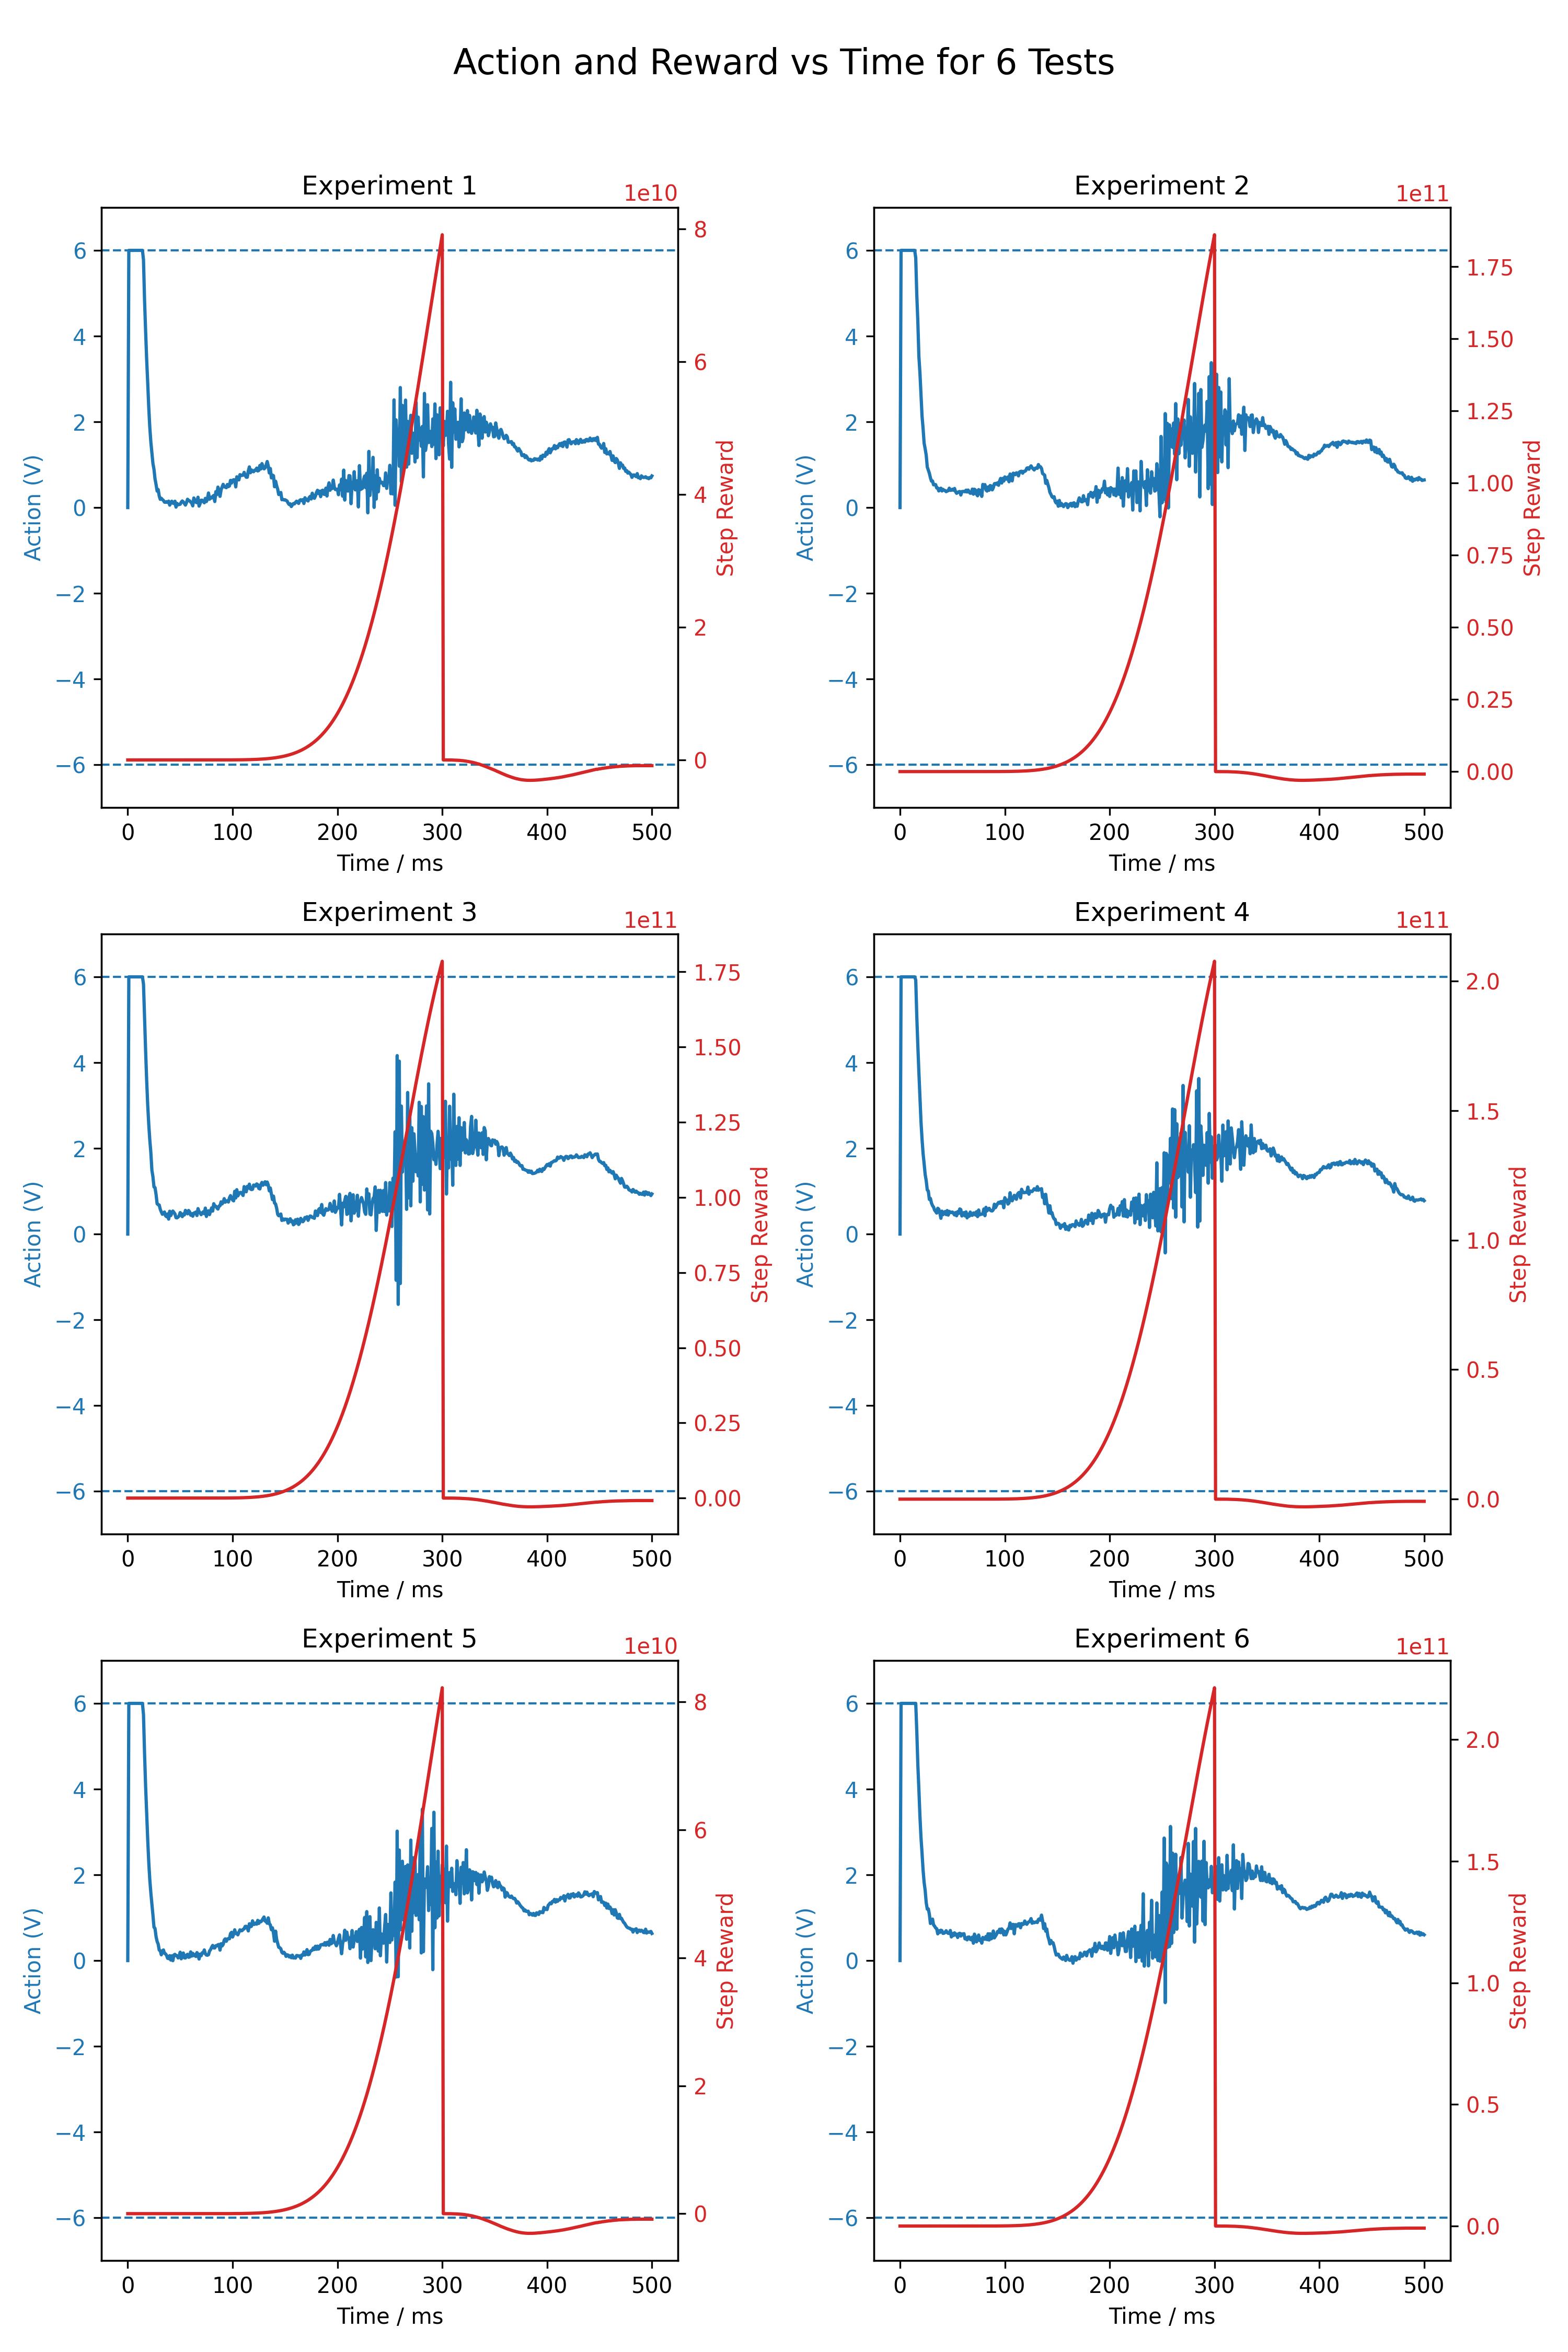 Action and Reward vs Time for 6 Tests
Experiment 1
1e10
6
4
2
0
−2
−4
−6
Action (V)
8
6
4
2
0
Step Reward
0 100 200 300 400 500
Time / ms
Experiment 2
1e11
6
4
2
0
−2
−4
−6
Action (V)
1.75
1.50
1.25
1.00
0.75
0.50
0.25
0.00
Step Reward
0 100 200 300 400 500
Time / ms
Experiment 3
1e11
6
4
2
0
−2
−4
−6
Action (V)
1.75
1.50
1.25
1.00
0.75
0.50
0.25
0.00
Step Reward
0 100 200 300 400 500
Time / ms
Experiment 4
1e11
6
4
2
0
−2
−4
−6
Action (V)
2.0
1.5
1.0
0.5
0.0
Step Reward
0 100 200 300 400 500
Time / ms
Experiment 5
1e10
6
4
2
0
−2
−4
−6
Action (V)
8
6
4
2
0
Step Reward
0 100 200 300 400 500
Time / ms
Experiment 6
1e11
6
4
2
0
−2
−4
−6
Action (V)
2.0
1.5
1.0
0.5
0.0
Step Reward
0 100 200 300 400 500
Time / ms